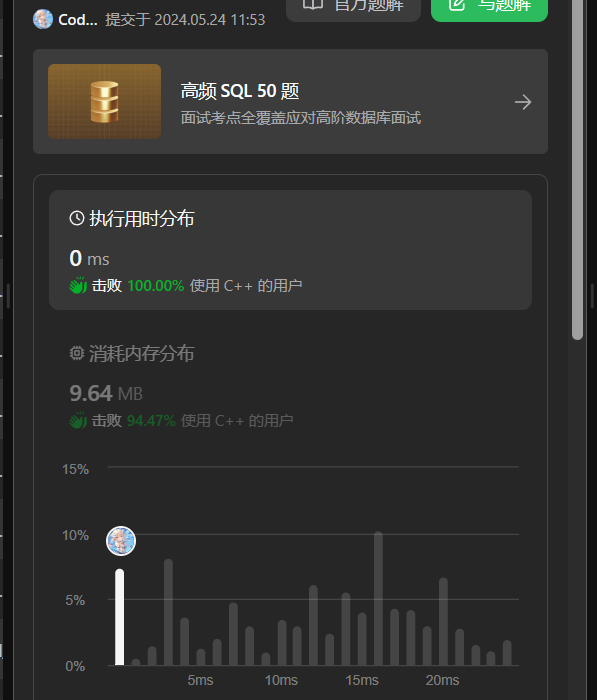 Cod... 提交于 2024.05.24 11:53
官方题解
写题解
高频 SQL 50 题
面试考点全覆盖应对高阶数据库面试
执行用时分布
0 ms
击败 100.00% 使用 C++ 的用户
消耗内存分布
9.64 MB
击败 94.47% 使用 C++ 的用户
15%
10%
5%
0%
5ms 10ms 15ms 20ms